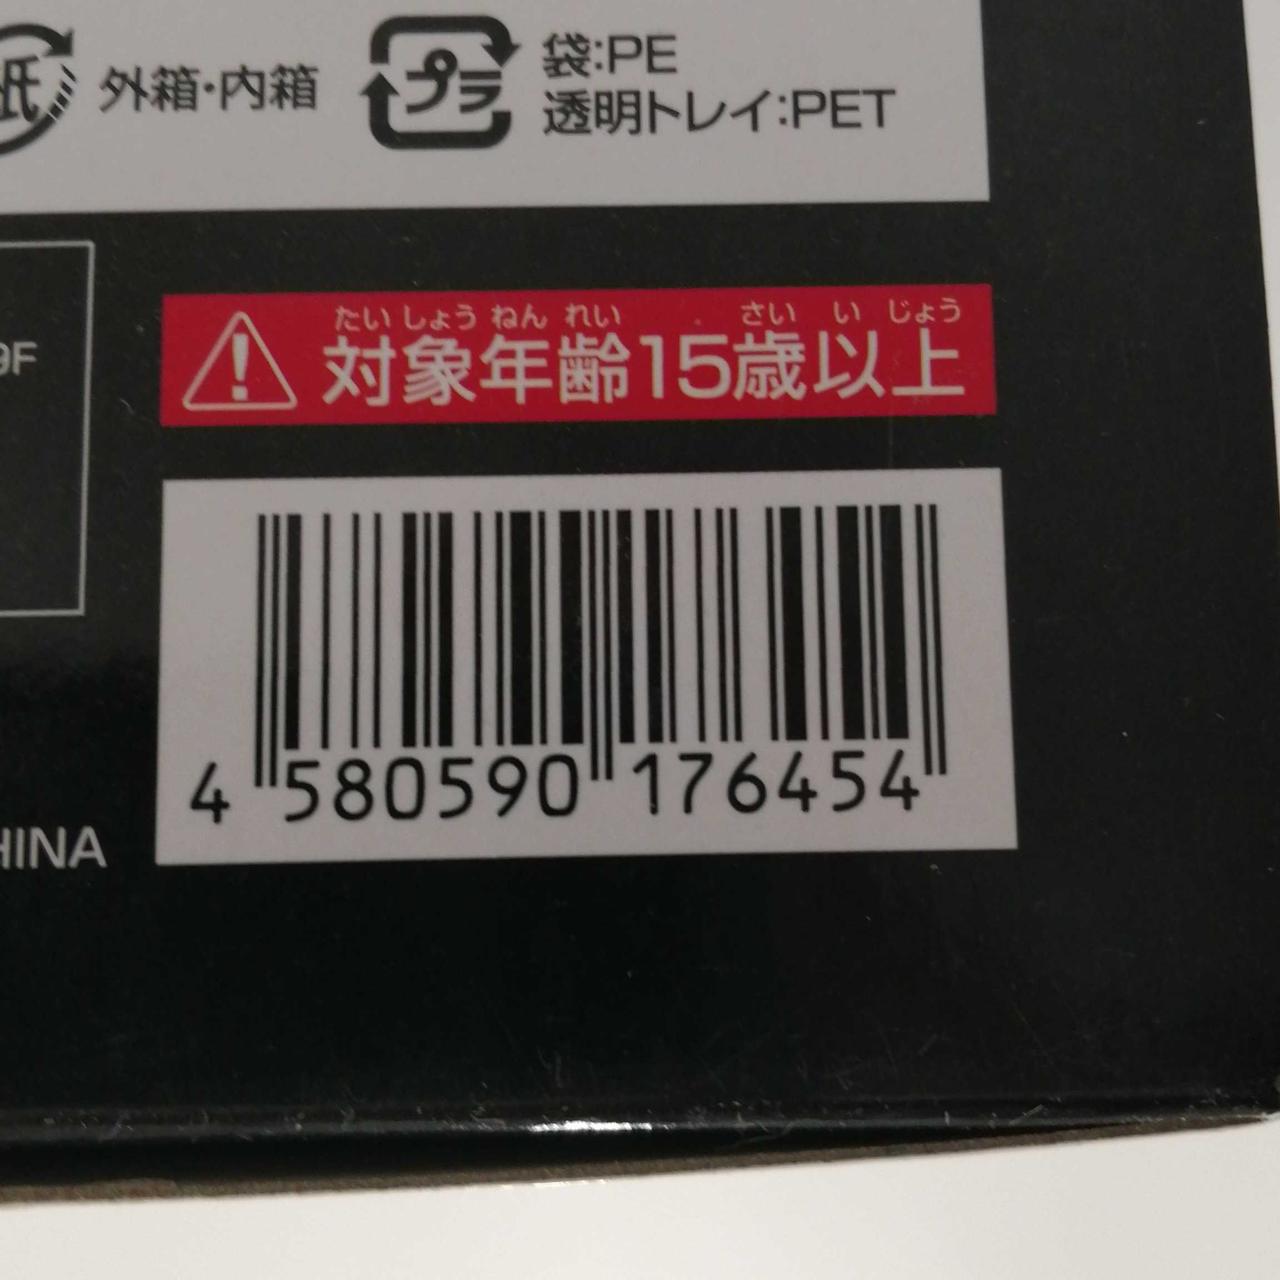 紙 外箱・内箱
プラ 袋:PE
透明トレイ:PET
9F
たいしょうねんれい さい い じょう
対象年齢15歳以上
4 580590 176454
HINA